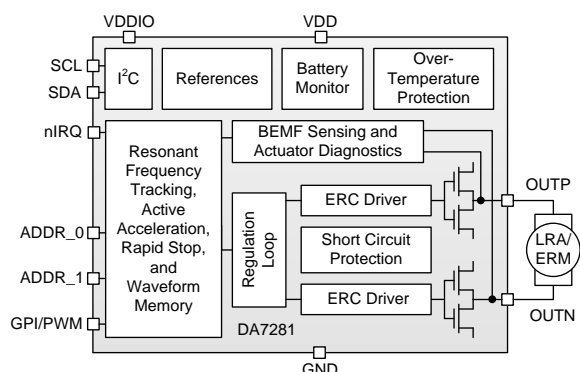 VDDIO
VDD
SCL
SDA
nIRQ
ADDR_0
ADDR_1
GPI/PWM
I²C
References
Battery
Monitor
Over-
Temperature
Protection
Resonant
Frequency
Tracking,
Active
Acceleration,
Rapid Stop,
and
Waveform
Memory
BEMF Sensing and
Actuator Diagnostics
Regulation
Loop
ERC Driver
Short Circuit
Protection
ERC Driver
DA7281
OUTP
LRA/
ERM
OUTN
GND